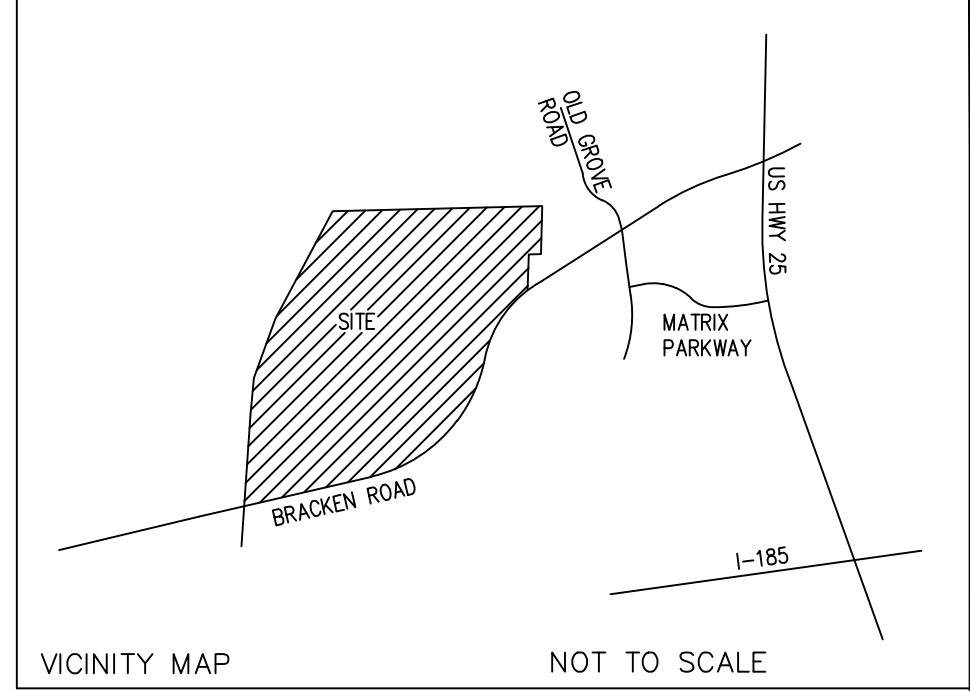 OLD GROVE
ROAD
US HWY 25
SITE
MATRIX
PARKWAY
BRACKEN ROAD
I-185
VICINITY MAP
NOT TO SCALE